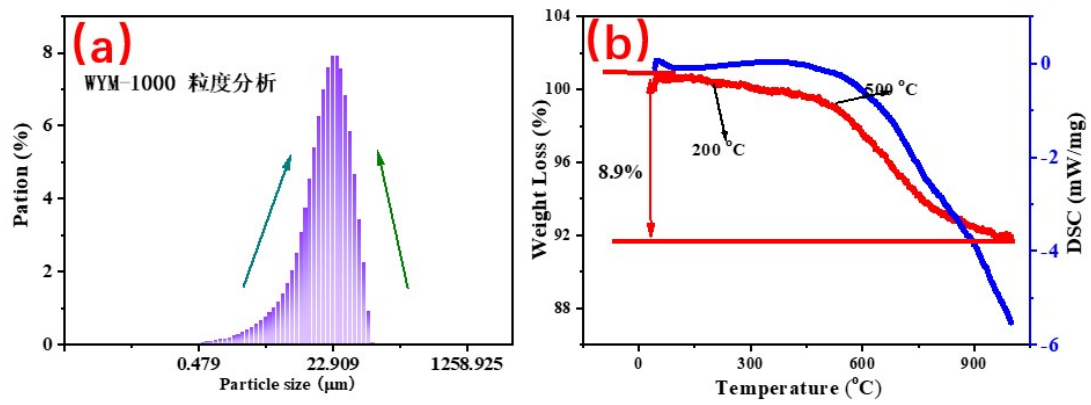 (a)
WYM-1000 粒度分析
8
6
4
2
0
Pation (%)
0.479
22.909
1258.925
Particle size (μm)
(b)
104
100
96
92
88
Weight Loss (%)
8.9%
200 °C
500 °C
0
300
600
900
Temperature (°C)
0
-2
-4
-6
DSC (mW/mg)